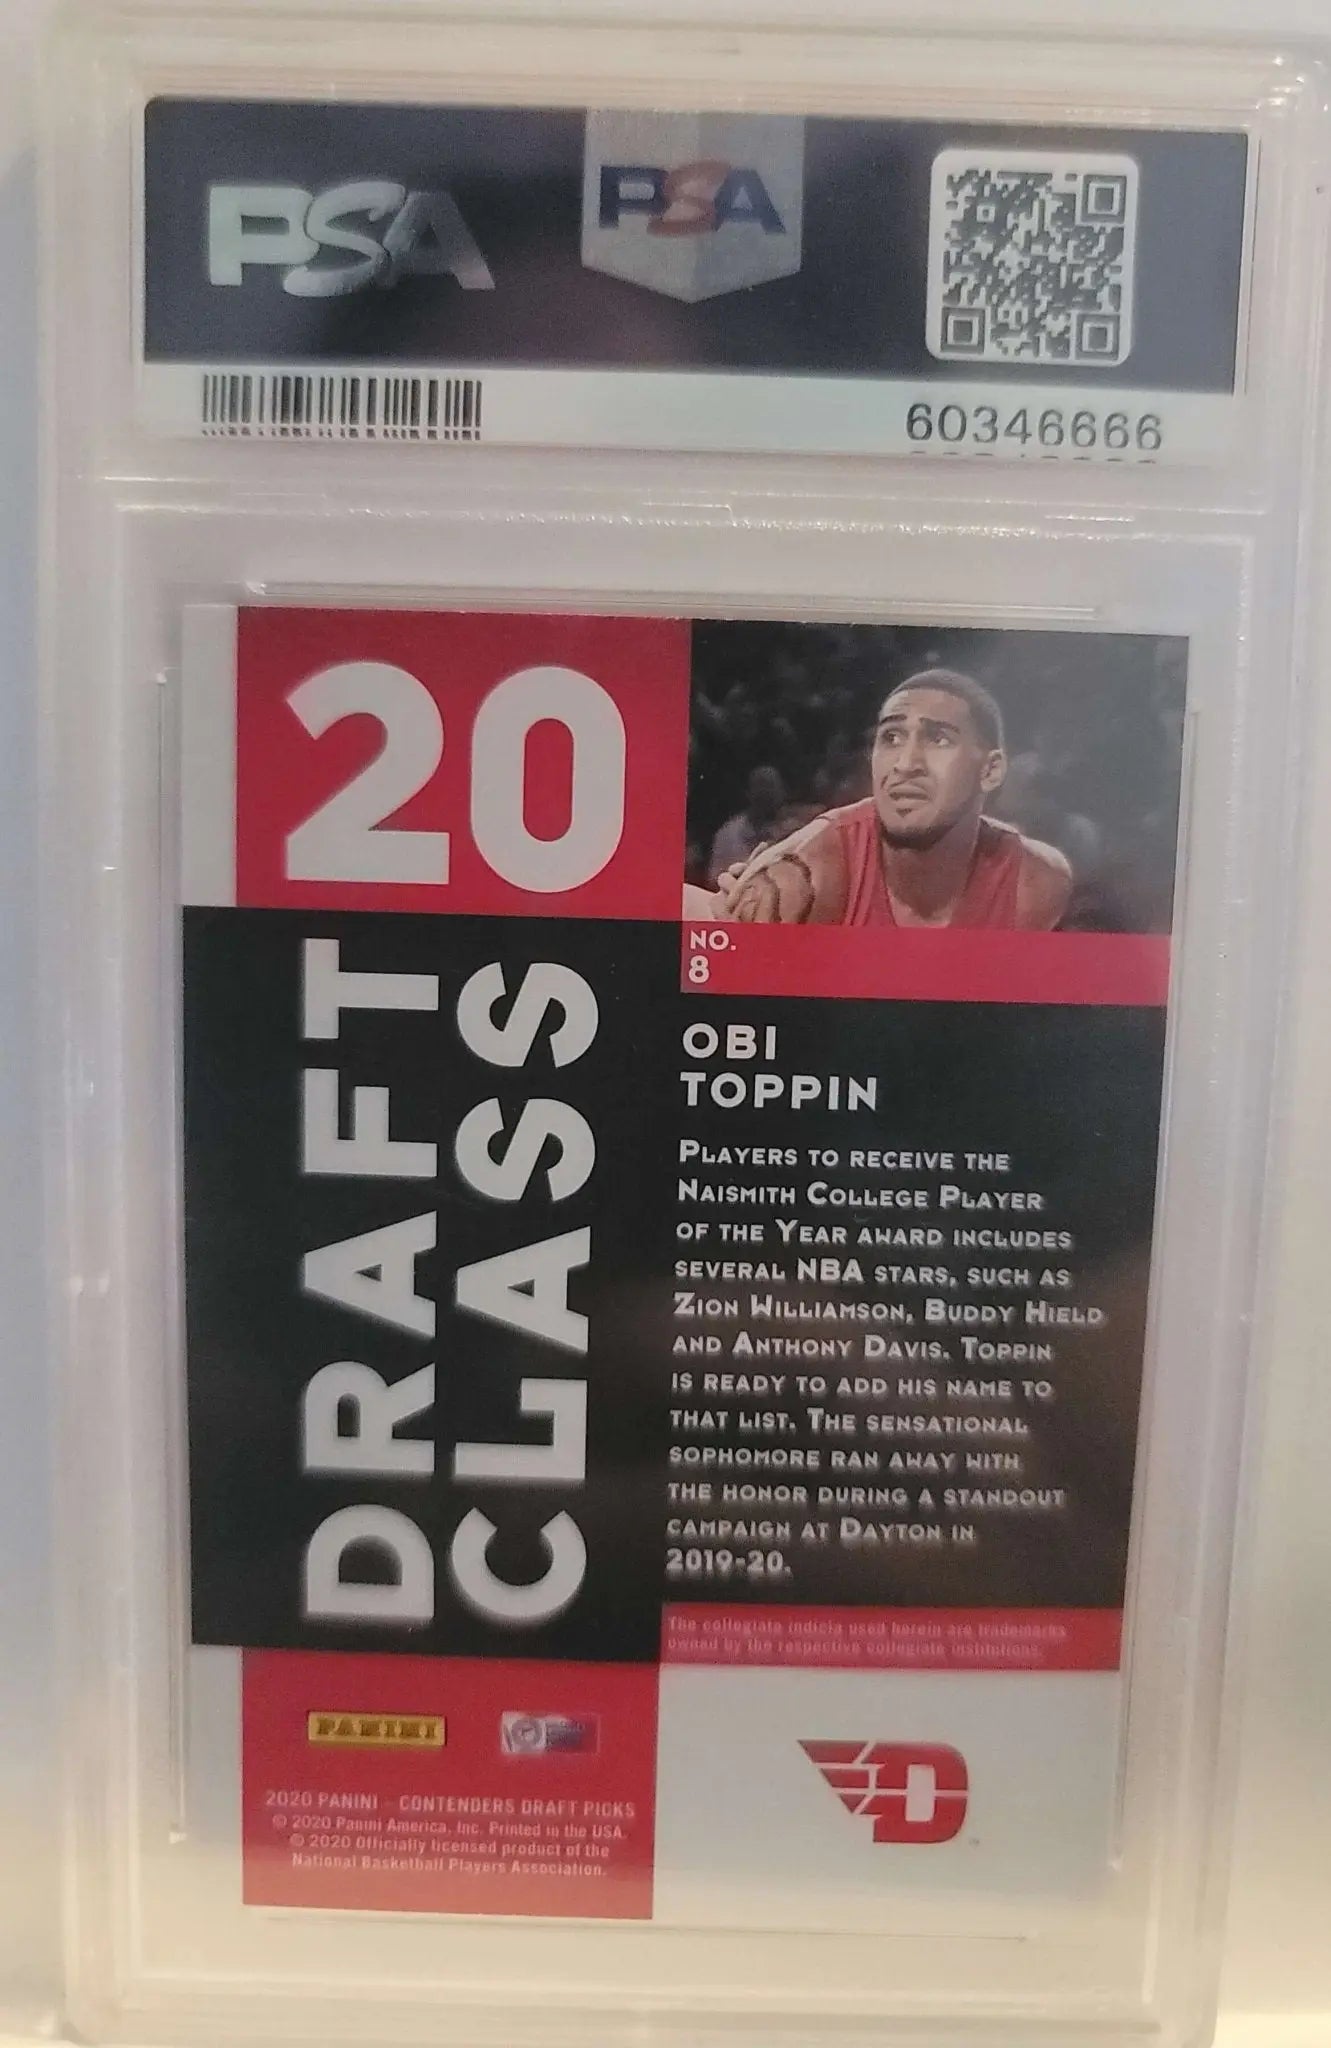 PSA
PSA
60346666
20
DRAFT
CLASS
NO.
8
OBI
TOPPIN
PLAYERS TO RECEIVE THE
NAISMITH COLLEGE PLAYER
OF THE YEAR AWARD INCLUDES
SEVERAL NBA STARS, SUCH AS
ZION WILLIAMSON, BUDDY HIELD
AND ANTHONY DAVIS. TOPPIN
IS READY TO ADD HIS NAME TO
THAT LIST. THE SENSATIONAL
SOPHOMORE RAN AWAY WITH
THE HONOR DURING A STANDOUT
CAMPAIGN AT DAYTON IN
2019-20.
The collegiate indicia used herein are trademarks
owned by the respective collegiate institutions.
PANINI
2020 PANINI - CONTENDERS DRAFT PICKS
© 2020 Panini America, Inc. Printed in the USA.
© 2020 Officially licensed product of the
National Basketball Players Association.
D